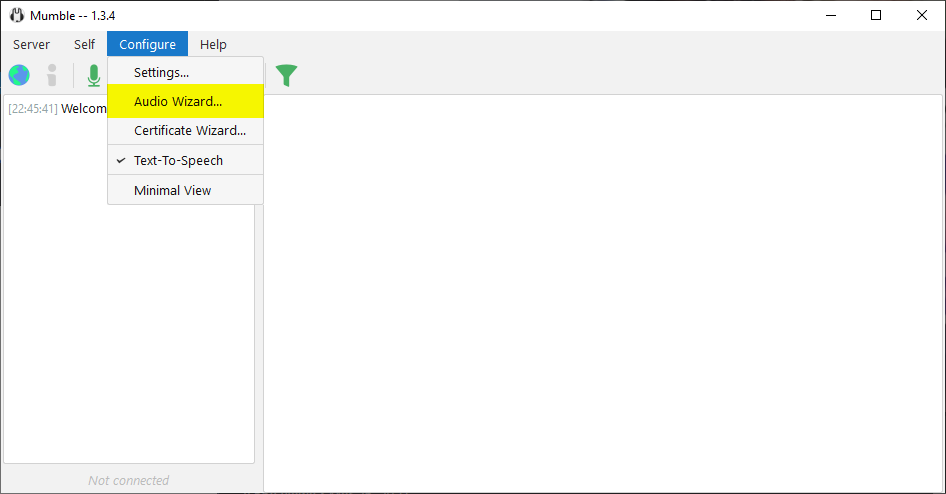 Mumble -- 1.3.4
Server Self Configure Help
Settings...
Audio Wizard...
[22:45:41] Welcom
Certificate Wizard...
Text-To-Speech
Minimal View
Not connected